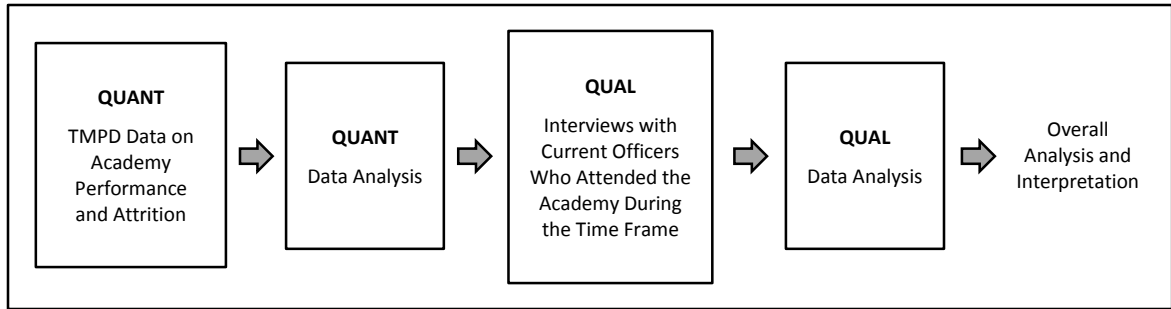 QUANT
TMPD Data on
Academy
Performance
and Attrition
QUANT
Data Analysis
QUAL
Interviews with
Current Officers
Who Attended the
Academy During
the Time Frame
QUAL
Data Analysis
Overall
Analysis and
Interpretation